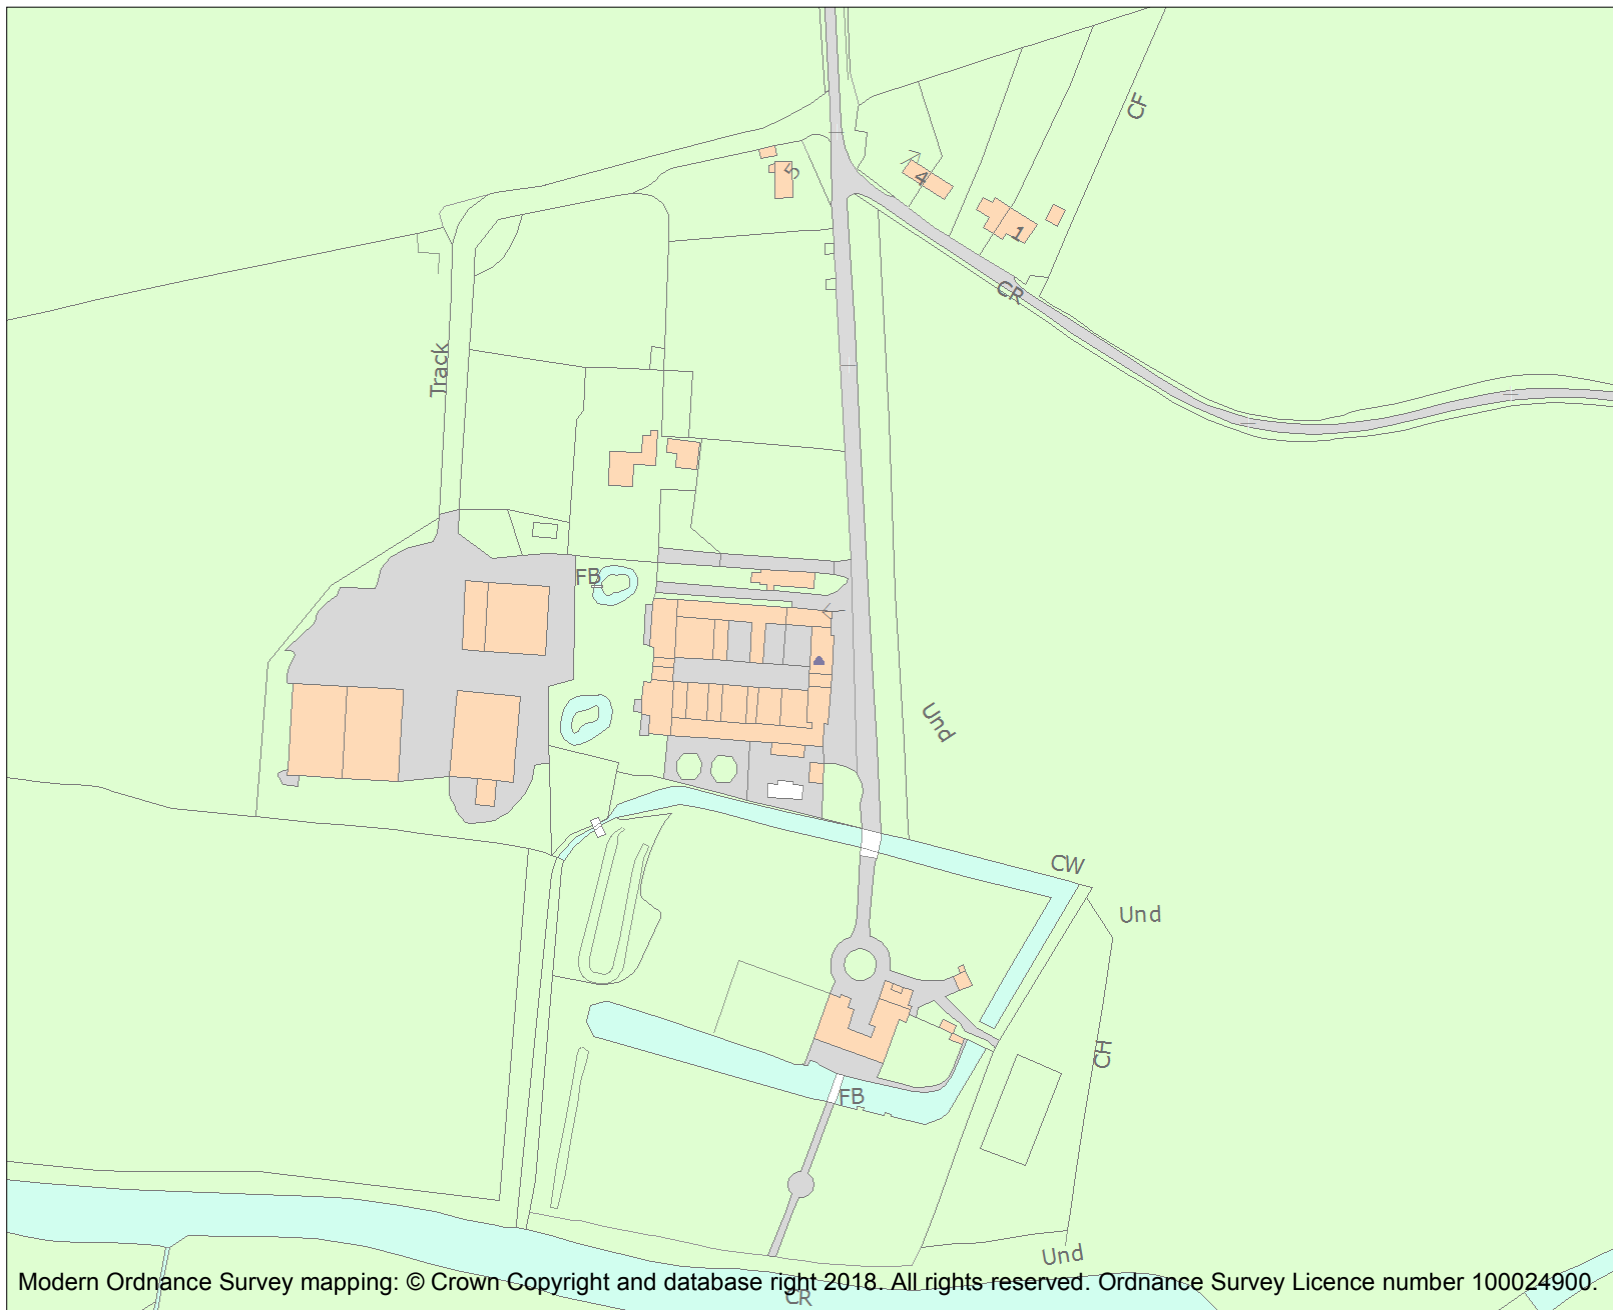 CF
5
4
1
CR
Track
FB
Und
CW
Und
CH
FB
Und
Modern Ordnance Survey mapping: © Crown Copyright and database right 2018. All rights reserved. Ordnance Survey Licence number 100024900.
CR